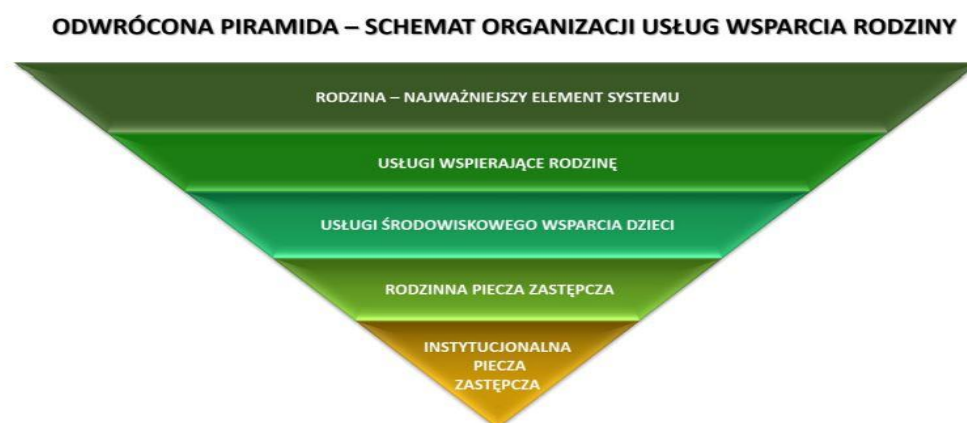 ODWRÓCONA PIRAMIDA – SCHEMAT ORGANIZACJI USŁUG WSPARCIA RODZINY
RODZINA – NAJWAŻNIEJSZY ELEMENT SYSTEMU
USŁUGI WSPIERAJĄCE RODZINĘ
USŁUGI ŚRODOWISKOWEGO WSPARCIA DZIECI
RODZINNA PIECZA ZASTĘPCZA
INSTYTUCJONALNA
PIECZA
ZASTĘPCZA